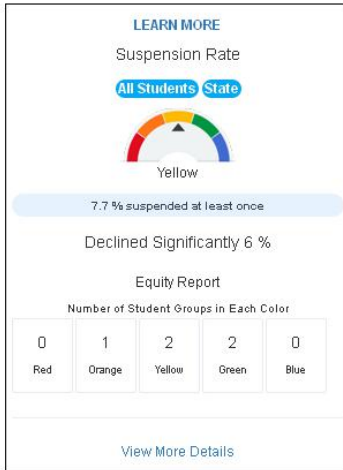 LEARN MORE
Suspension Rate
All Students State
Yellow
7.7 % suspended at least once
Declined Significantly 6 %
Equity Report
Number of Student Groups in Each Color
0 1 2 2 0
Red Orange Yellow Green Blue
View More Details